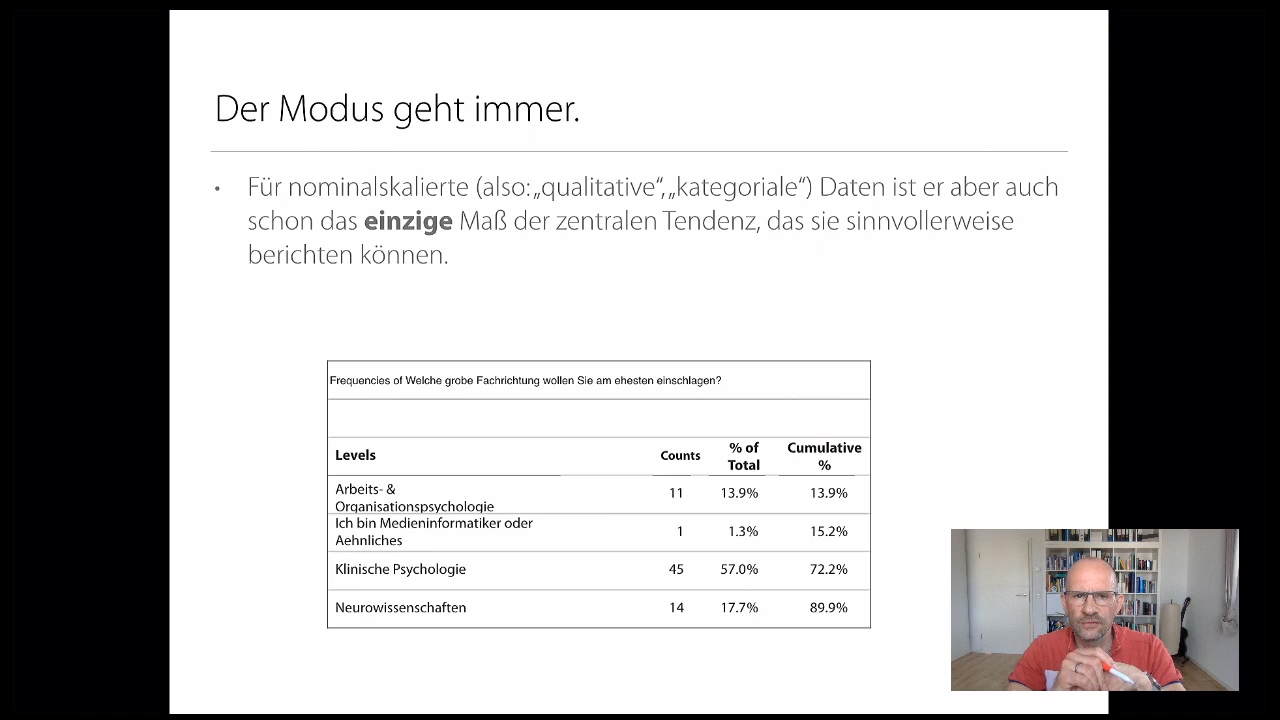 Der Modus geht immer.
• Für nominalskalierte (also: „qualitative“, „kategoriale“) Daten ist er aber auch
schon das einzige Maß der zentralen Tendenz, das sie sinnvollerweise
berichten können.
Frequencies of Welche grobe Fachrichtung wollen Sie am ehesten einschlagen?
Levels Counts % of Total Cumulative %
Arbeits- & Organisationspsychologie 11 13.9% 13.9%
Ich bin Medieninformatiker oder Aehnliches 1 1.3% 15.2%
Klinische Psychologie 45 57.0% 72.2%
Neurowissenschaften 14 17.7% 89.9%